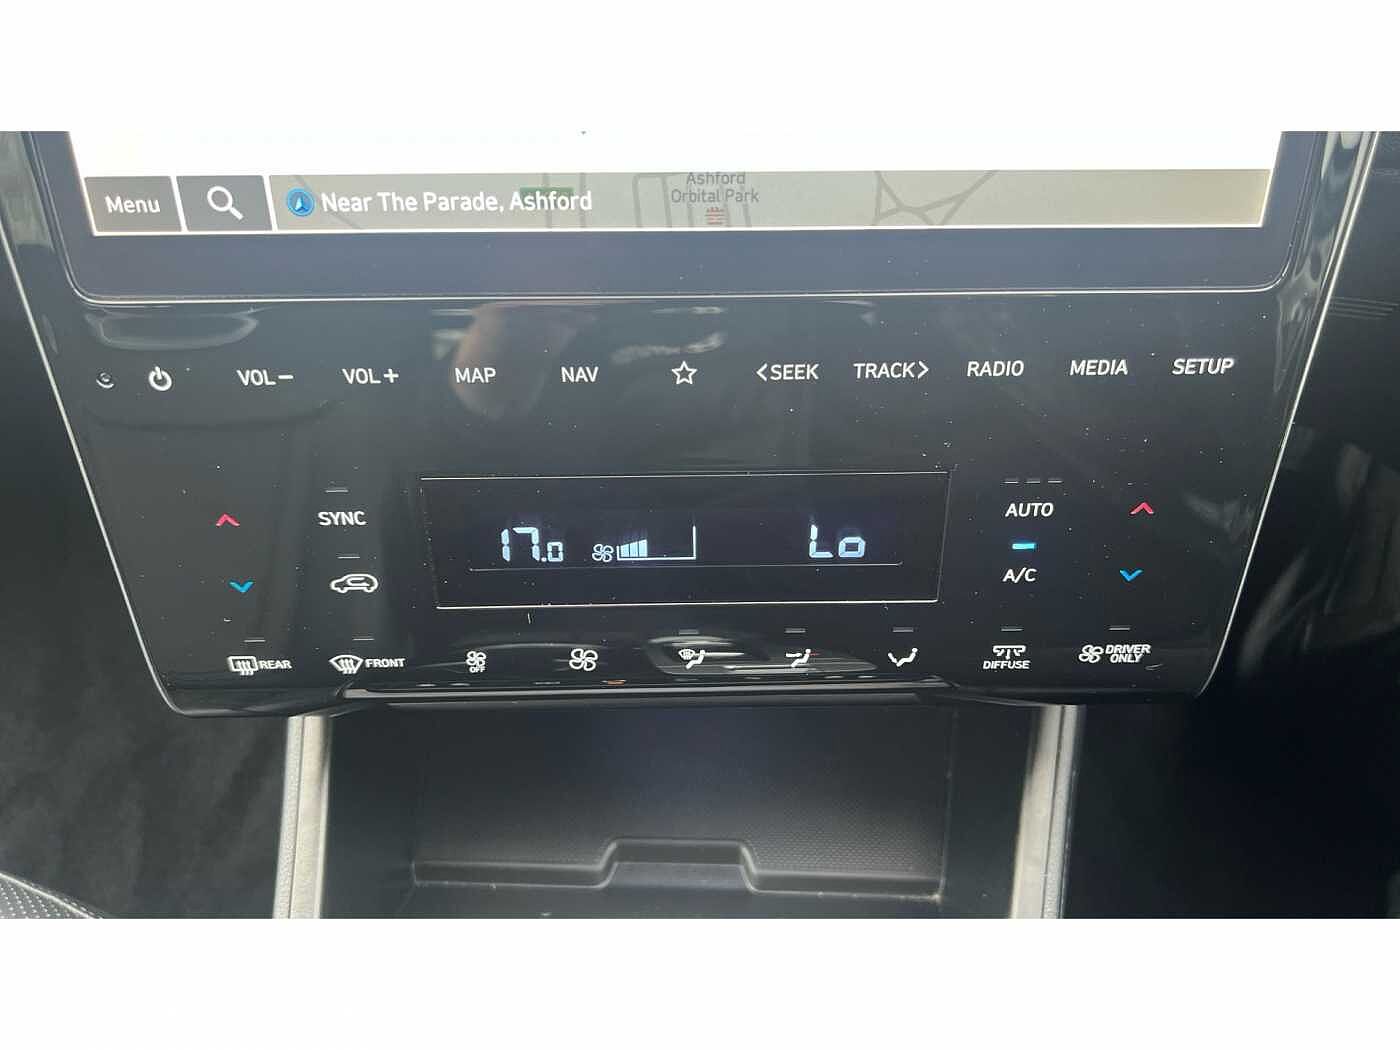 Ashford
Orbital Park
Menu
Near The Parade, Ashford
VOL− VOL+ MAP NAV <SEEK TRACK> RADIO MEDIA SETUP
SYNC
AUTO
17.0
Lo
A/C
REAR
FRONT
OFF
DIFFUSE
DRIVER
ONLY